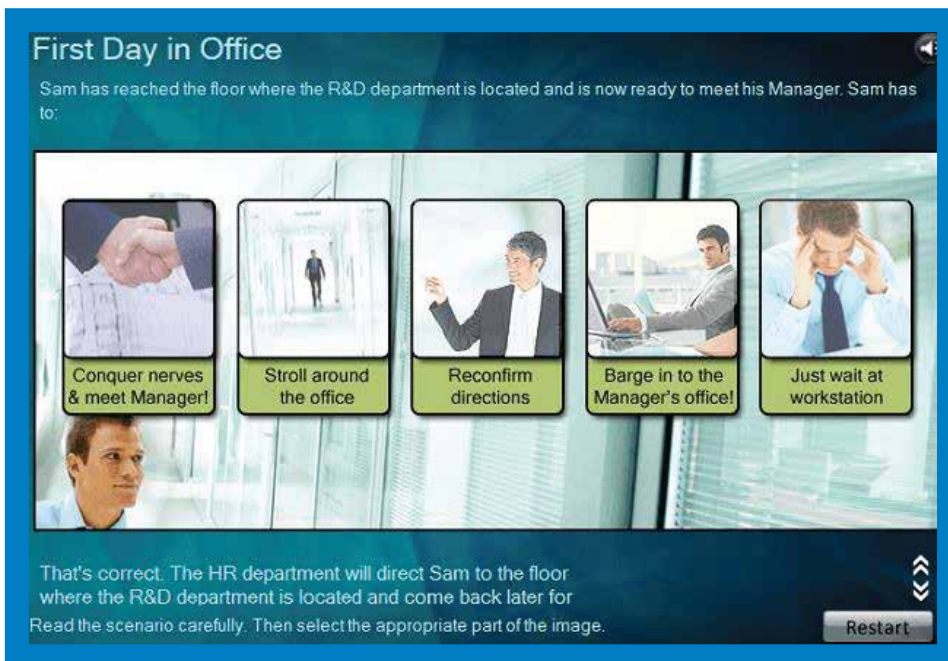 First Day in Office
Sam has reached the floor where the R&D department is located and is now ready to meet his Manager. Sam has
to:
Conquer nerves
& meet Manager!
Stroll around
the office
Reconfirm
directions
Barge in to the
Manager's office!
Just wait at
workstation
That's correct. The HR department will direct Sam to the floor
where the R&D department is located and come back later for
Read the scenario carefully. Then select the appropriate part of the image.
Restart